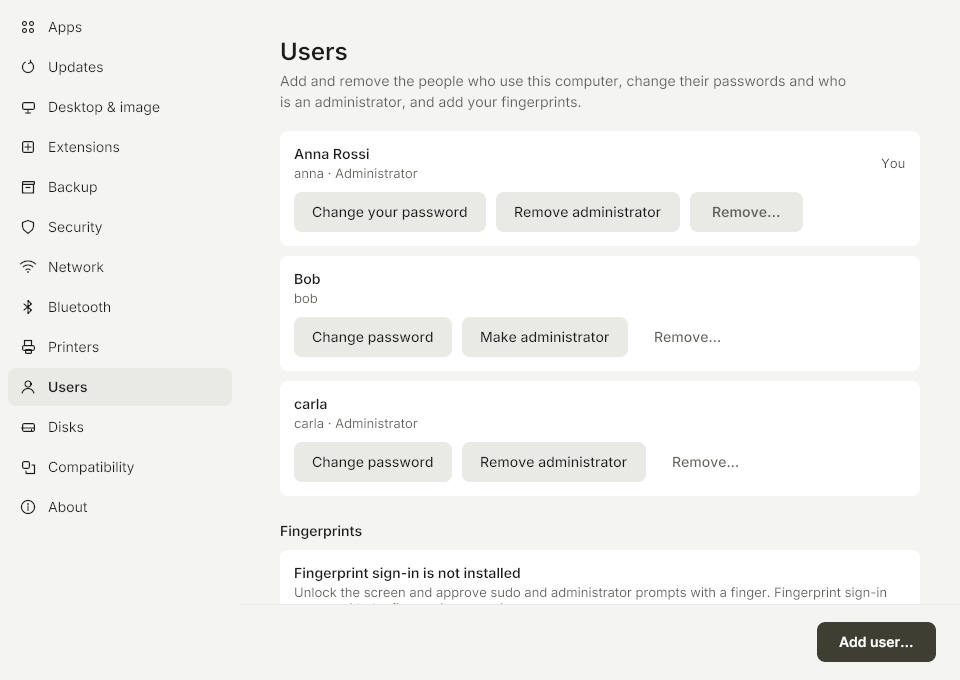 Apps
Updates
Desktop & image
Extensions
Backup
Security
Network
Bluetooth
Printers
Users
Disks
Compatibility
About
Users
Add and remove the people who use this computer, change their passwords and who
is an administrator, and add your fingerprints.
Anna Rossi
anna · Administrator
You
Change your password
Remove administrator
Remove...
Bob
bob
Change password
Make administrator
Remove...
carla
carla · Administrator
Change password
Remove administrator
Remove...
Fingerprints
Fingerprint sign-in is not installed
Unlock the screen and approve sudo and administrator prompts with a finger. Fingerprint sign-in
Add user...